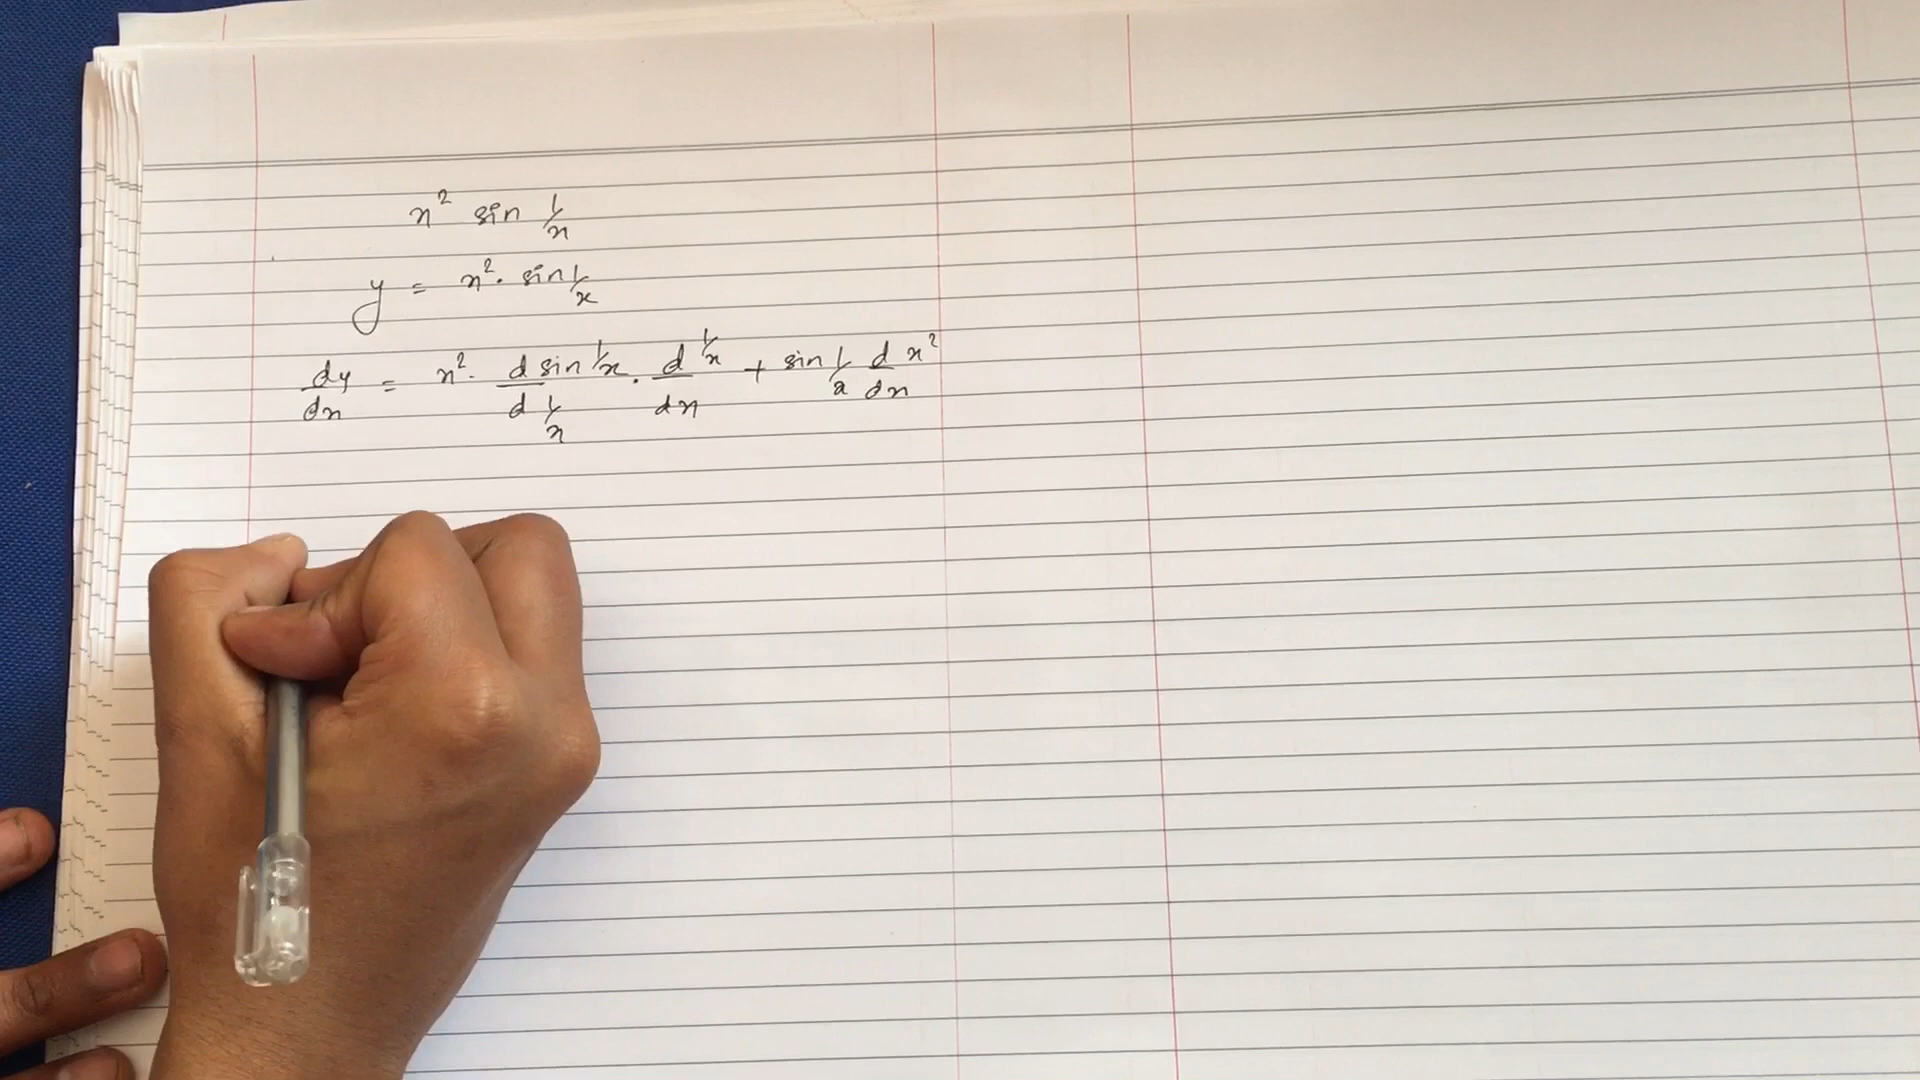 x² sin 1/x
y = x². sin 1/x
dy/dx = x². d sin 1/x / d 1/x . d 1/x / dx + sin 1/x d x² / dx